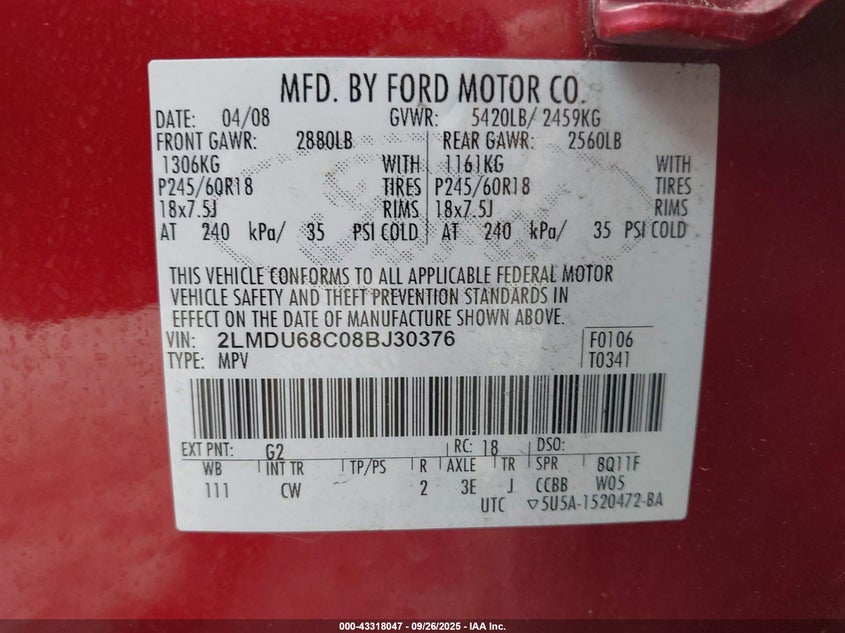 MFD. BY FORD MOTOR CO.
DATE: 04/08 GVWR: 5420LB/ 2459KG
FRONT GAWR: 2880LB REAR GAWR: 2560LB
1306KG WITH 1161KG WITH
P245/60R18 TIRES P245/60R18 TIRES
18x7.5J RIMS 18x7.5J RIMS
AT 240 kPa/ 35 PSI COLD AT 240 kPa/ 35 PSI COLD
THIS VEHICLE CONFORMS TO ALL APPLICABLE FEDERAL MOTOR
VEHICLE SAFETY AND THEFT PREVENTION STANDARDS IN
EFFECT ON THE DATE OF MANUFACTURE SHOWN ABOVE.
VIN: 2LMDU68C08BJ30376 F0106
TYPE: MPV T0341
EXT PNT: G2 RC: 18 DSO:
WB INT TR TP/PS R AXLE TR SPR 8Q11F
111 CW 2 3E J CCBB W05
UTC ▽5U5A-1520472-BA
000-43318047 - 09/26/2025 - IAA Inc.